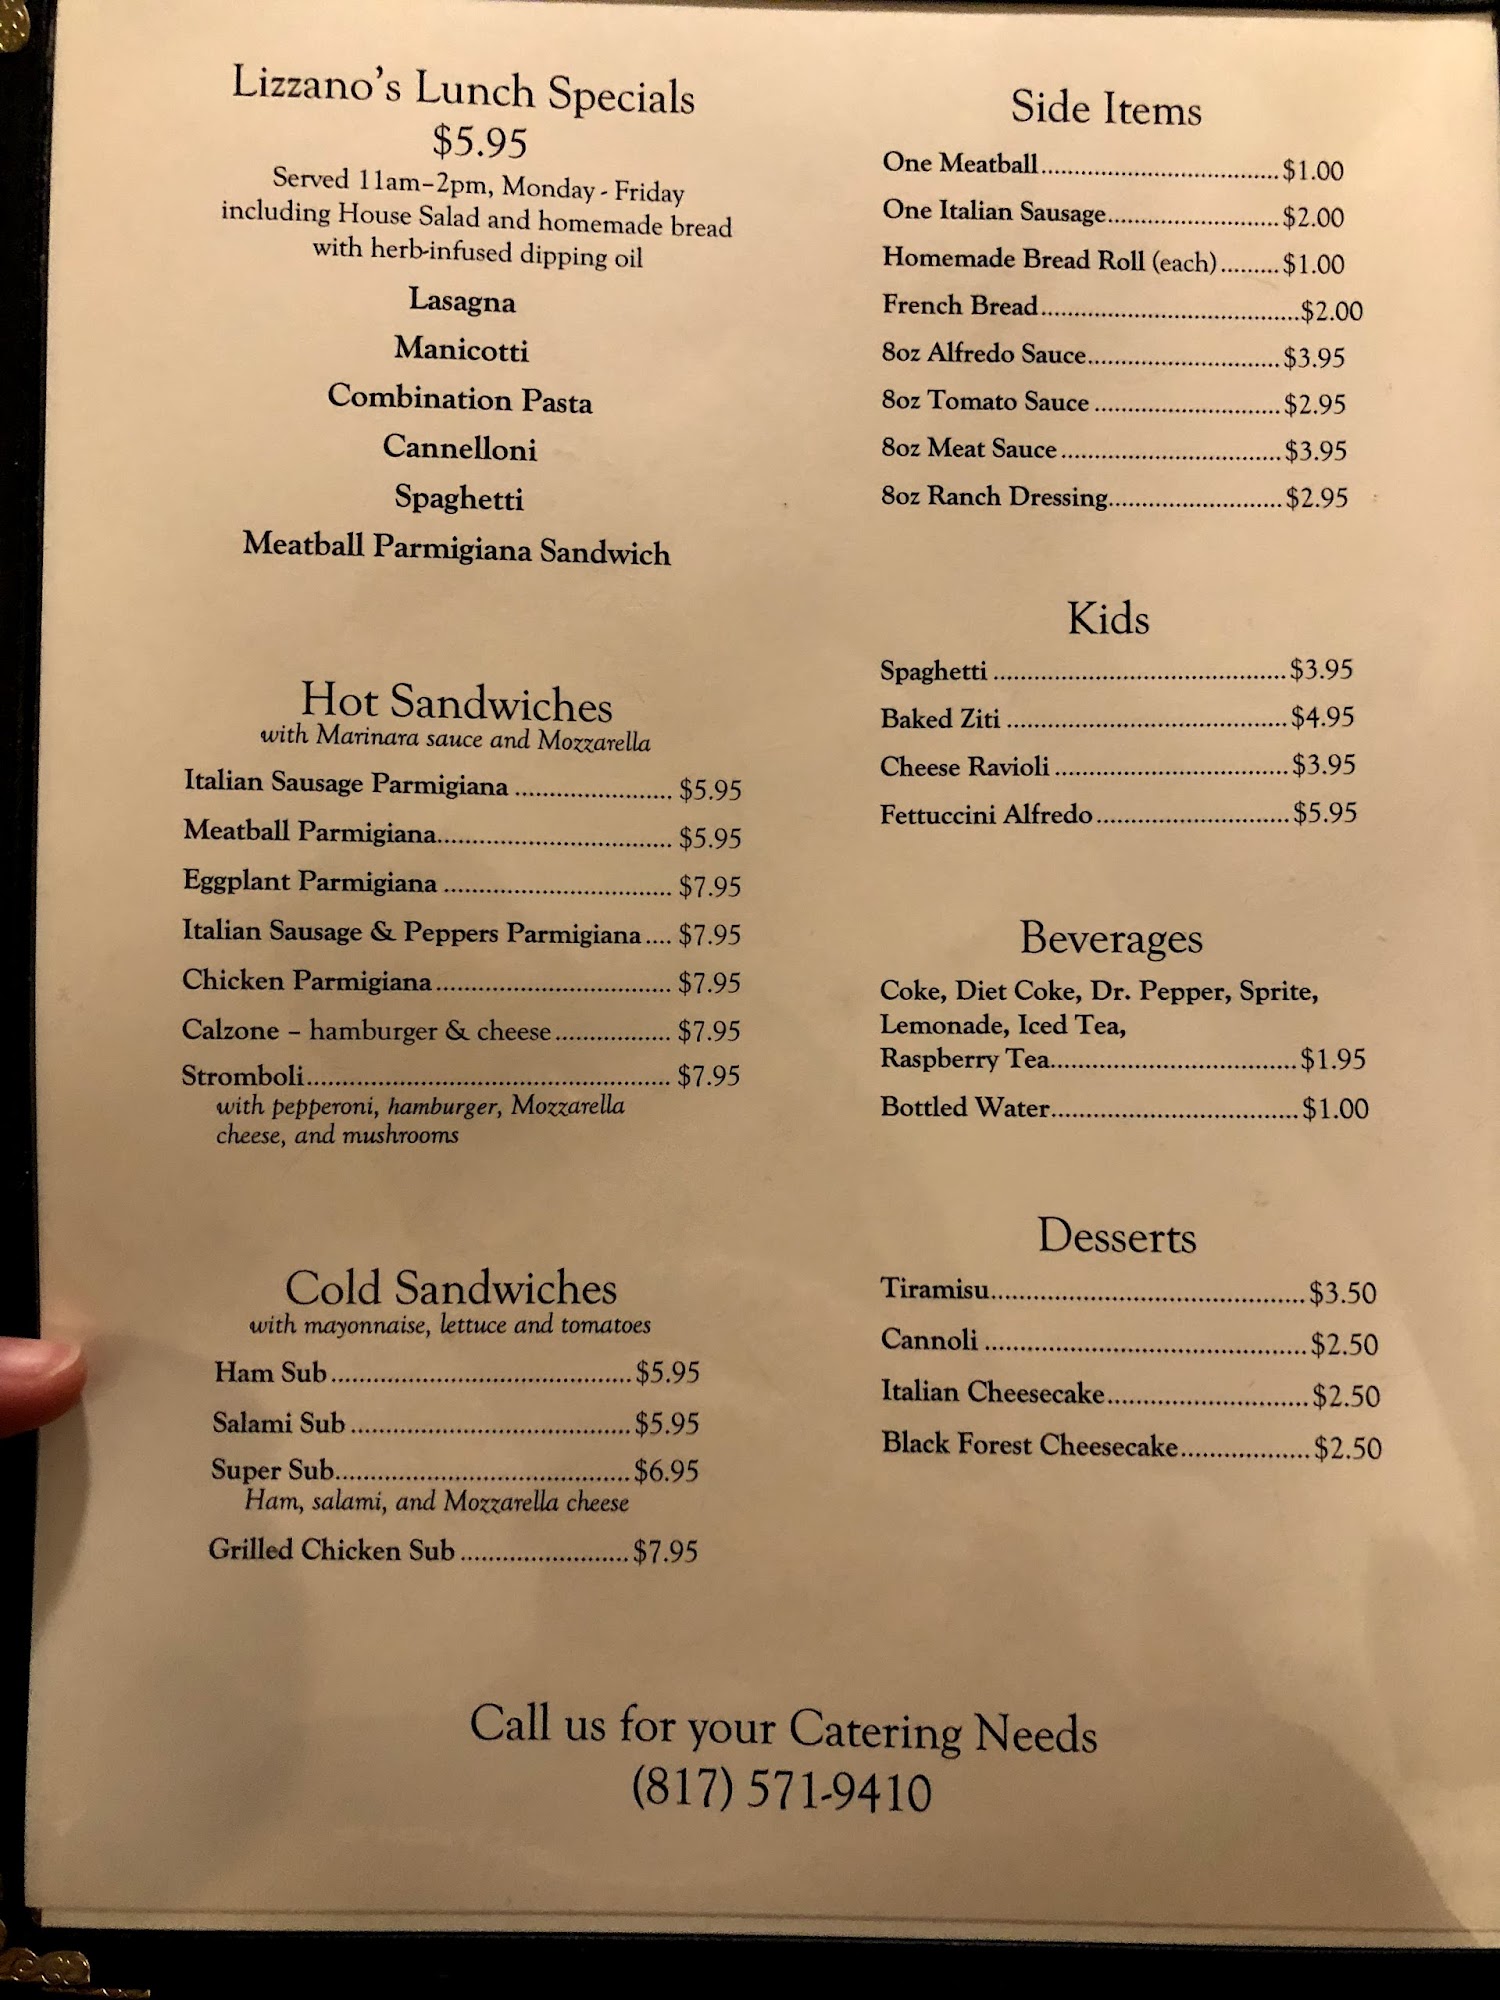 Lizzano's Lunch Specials
$5.95
Served 11am–2pm, Monday - Friday
including House Salad and homemade bread
with herb-infused dipping oil
Lasagna
Manicotti
Combination Pasta
Cannelloni
Spaghetti
Meatball Parmigiana Sandwich
Hot Sandwiches
with Marinara sauce and Mozzarella
Italian Sausage Parmigiana ....................... $5.95
Meatball Parmigiana.................................. $5.95
Eggplant Parmigiana ................................. $7.95
Italian Sausage & Peppers Parmigiana .... $7.95
Chicken Parmigiana.................................. $7.95
Calzone – hamburger & cheese................. $7.95
Stromboli..................................................... $7.95
with pepperoni, hamburger, Mozzarella
cheese, and mushrooms
Cold Sandwiches
with mayonnaise, lettuce and tomatoes
Ham Sub...........................................$5.95
Salami Sub ........................................$5.95
Super Sub..........................................$6.95
Ham, salami, and Mozzarella cheese
Grilled Chicken Sub ........................$7.95
Side Items
One Meatball...................................$1.00
One Italian Sausage.........................$2.00
Homemade Bread Roll (each).........$1.00
French Bread......................................$2.00
8oz Alfredo Sauce............................$3.95
8oz Tomato Sauce ...........................$2.95
8oz Meat Sauce ................................$3.95
8oz Ranch Dressing.........................$2.95
Kids
Spaghetti ...........................................$3.95
Baked Ziti .........................................$4.95
Cheese Ravioli ..................................$3.95
Fettuccini Alfredo............................$5.95
Beverages
Coke, Diet Coke, Dr. Pepper, Sprite,
Lemonade, Iced Tea,
Raspberry Tea....................................$1.95
Bottled Water....................................$1.00
Desserts
Tiramisu..............................................$3.50
Cannoli ...............................................$2.50
Italian Cheesecake.............................$2.50
Black Forest Cheesecake...................$2.50
Call us for your Catering Needs
(817) 571-9410